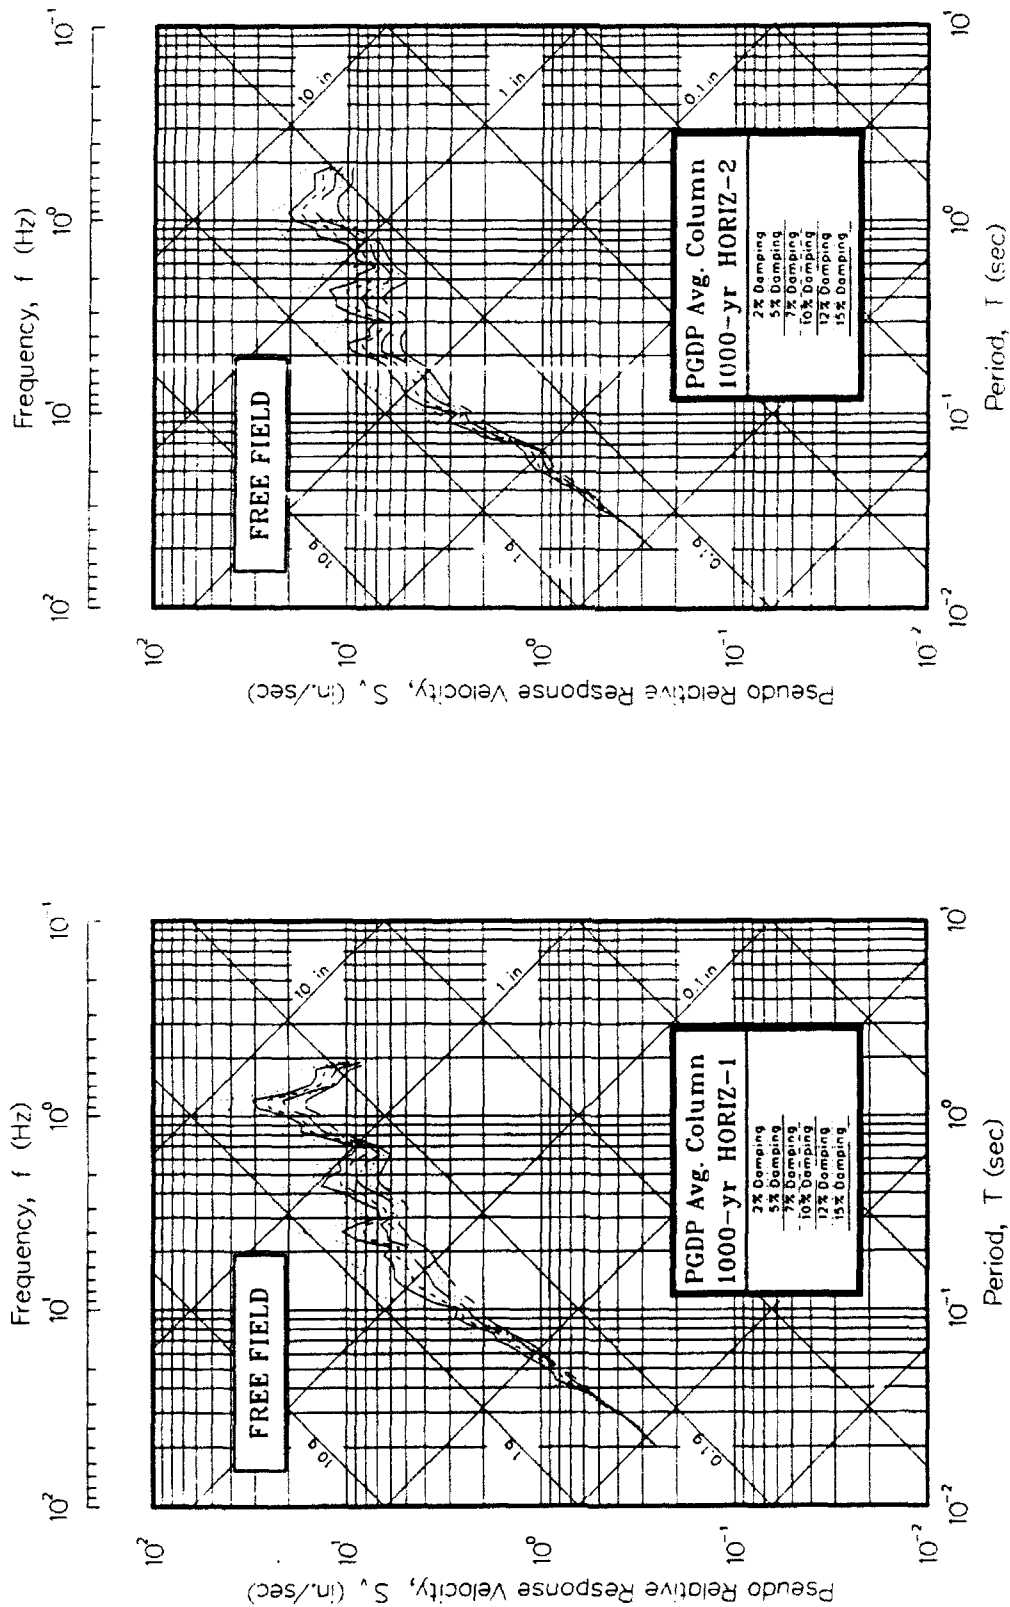 Frequency, f (Hz)
10²
10¹
10⁰
10⁻¹
FREE FIELD
10 in
1 in
0.1 in
10g
1g
0.1g
10²
10¹
10⁰
10⁻¹
10⁻²
Pseudo Relative Response Velocity, Sᵥ (in./sec)
PGDP Avg. Column
1000-yr HORIZ-1
2% Damping
5% Damping
7% Damping
10% Damping
12% Damping
15% Damping
10⁻²
10⁻¹
10⁰
10¹
Period, T (sec)
Frequency, f (Hz)
10²
10¹
10⁰
10⁻¹
FREE FIELD
10 in
1 in
0.1 in
10g
1g
0.1g
10²
10¹
10⁰
10⁻¹
10⁻²
Pseudo Relative Response Velocity, Sᵥ (in./sec)
PGDP Avg. Column
1000-yr HORIZ-2
2% Damping
5% Damping
7% Damping
10% Damping
12% Damping
15% Damping
10⁻²
10⁻¹
10⁰
10¹
Period, T (sec)